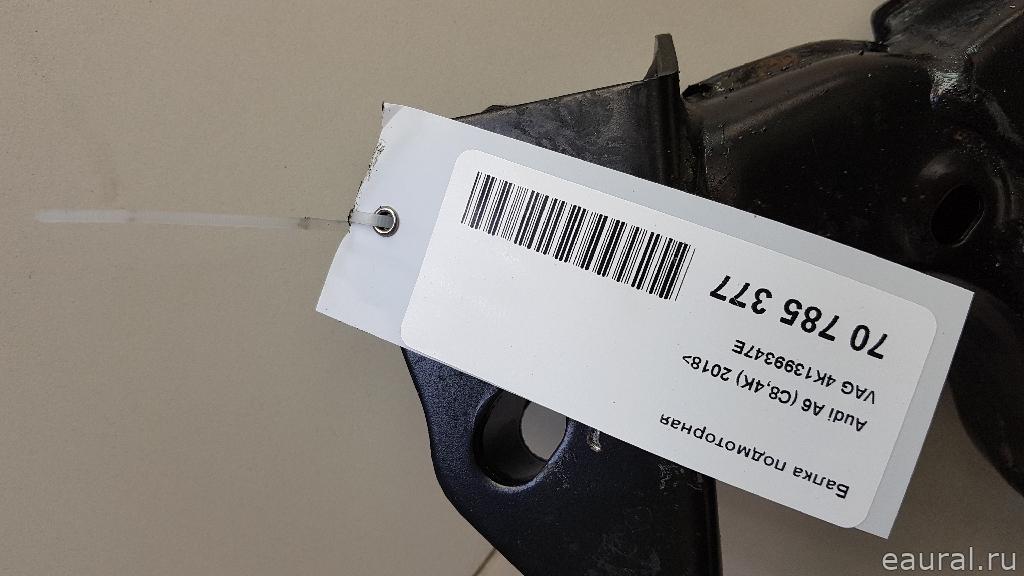 Балка подмоторная
Audi A6 (C8,4K) 2018>
VAG 4K1399347E
70 785 377
eaural.ru